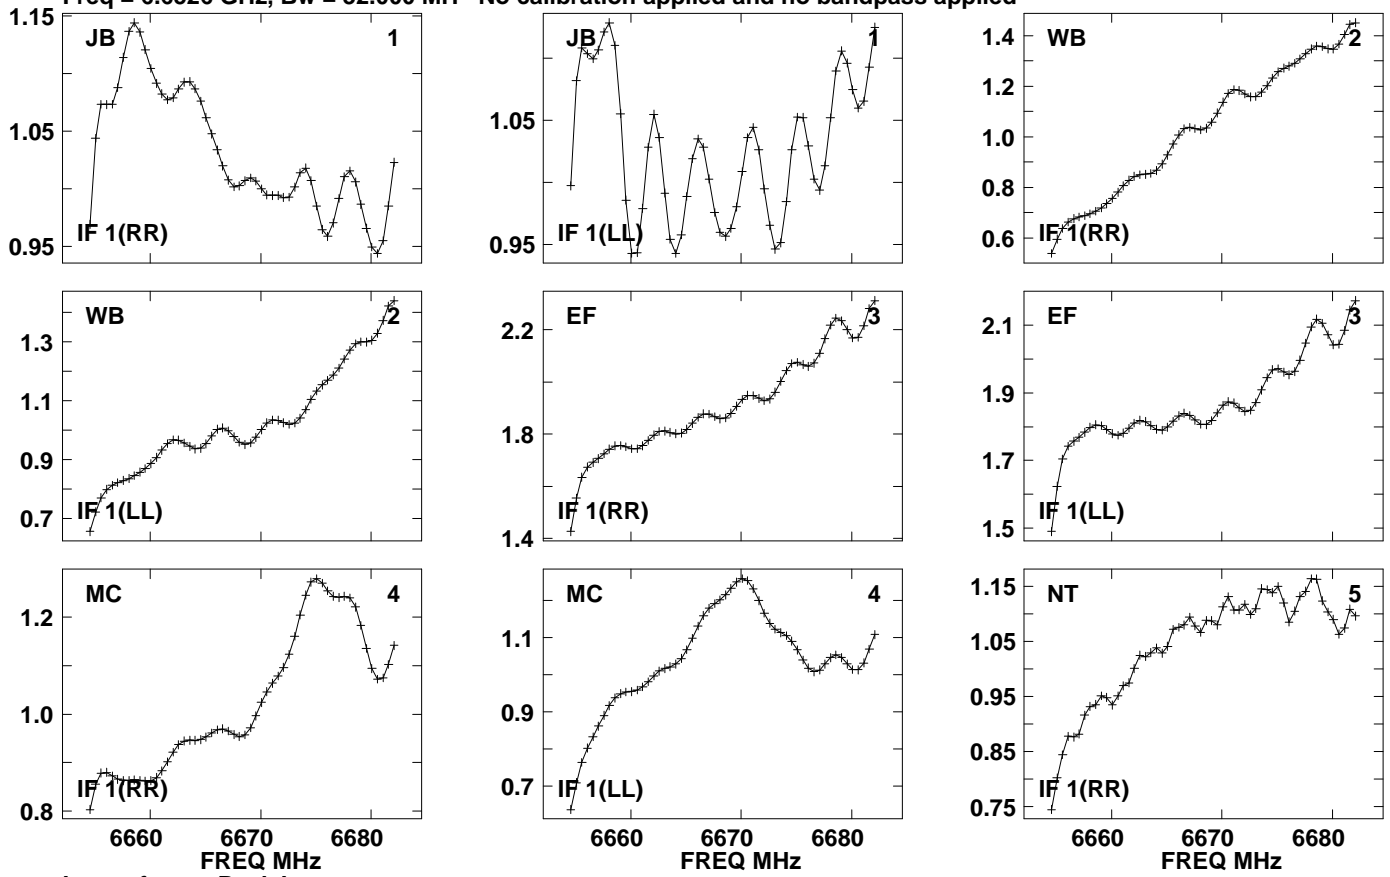 No calibration applied and no bandpass applied
1.15
1.05
0.95
JB 1
IF 1(RR)
1.05
0.95
JB 1
IF 1(LL)
1.4
1.2
1.0
0.8
0.6
WB 2
IF 1(RR)
1.3
1.1
0.9
0.7
WB 2
IF 1(LL)
2.2
1.8
1.4
EF 3
IF 1(RR)
2.1
1.9
1.7
1.5
EF 3
IF 1(LL)
1.2
1.0
0.8
MC 4
IF 1(RR)
6660 6670 6680
FREQ MHz
1.1
0.9
0.7
MC 4
IF 1(LL)
6660 6670 6680
FREQ MHz
1.15
1.05
0.95
0.85
0.75
NT 5
IF 1(RR)
6660 6670 6680
FREQ MHz